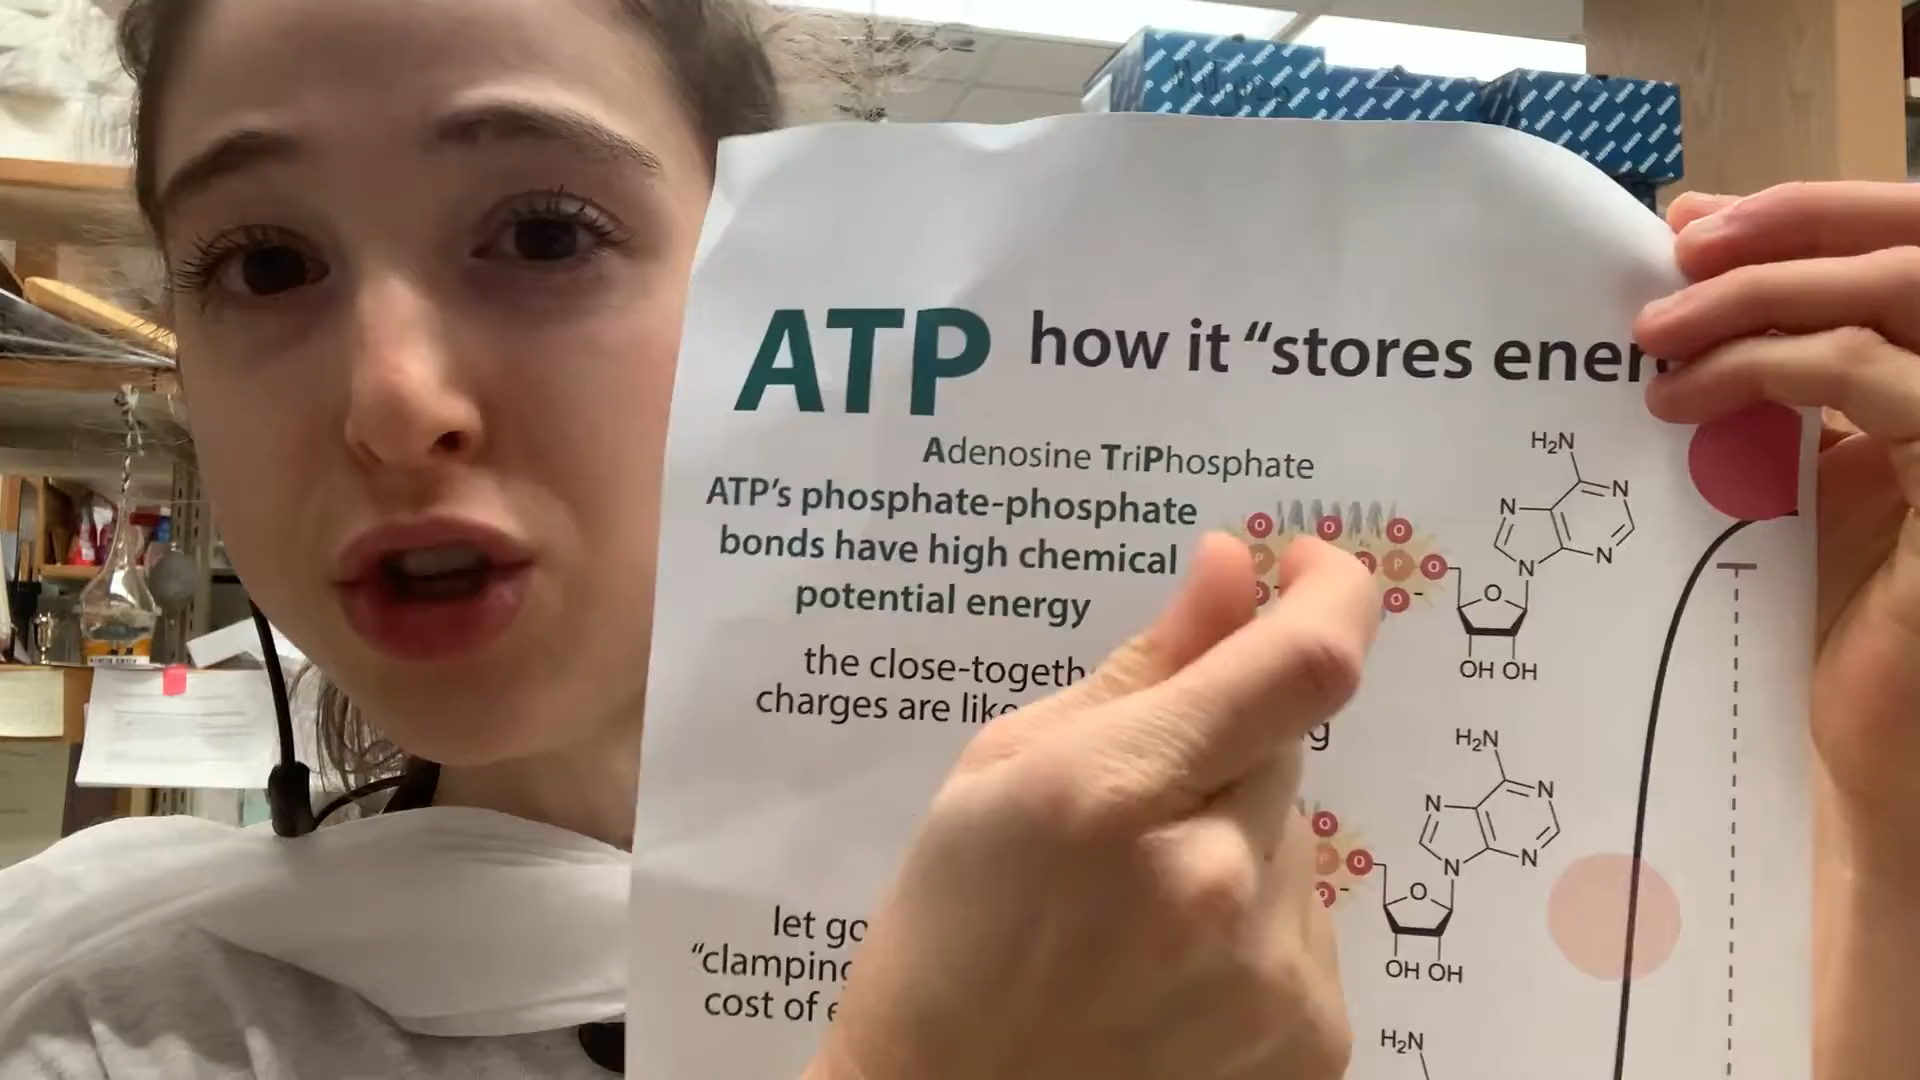 ATP how it “stores ener
Adenosine TriPhosphate
ATP’s phosphate-phosphate
bonds have high chemical
potential energy
the close-togeth
charges are like
g
let go
“clamping
cost of e
O O O
P P O
O O-
H₂N
N N
N N
O
OH OH
H₂N
N N
N N
O
P O
O-
O
OH OH
H₂N